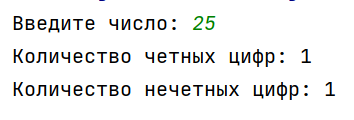 Введите число: 25
Количество четных цифр: 1
Количество нечетных цифр: 1